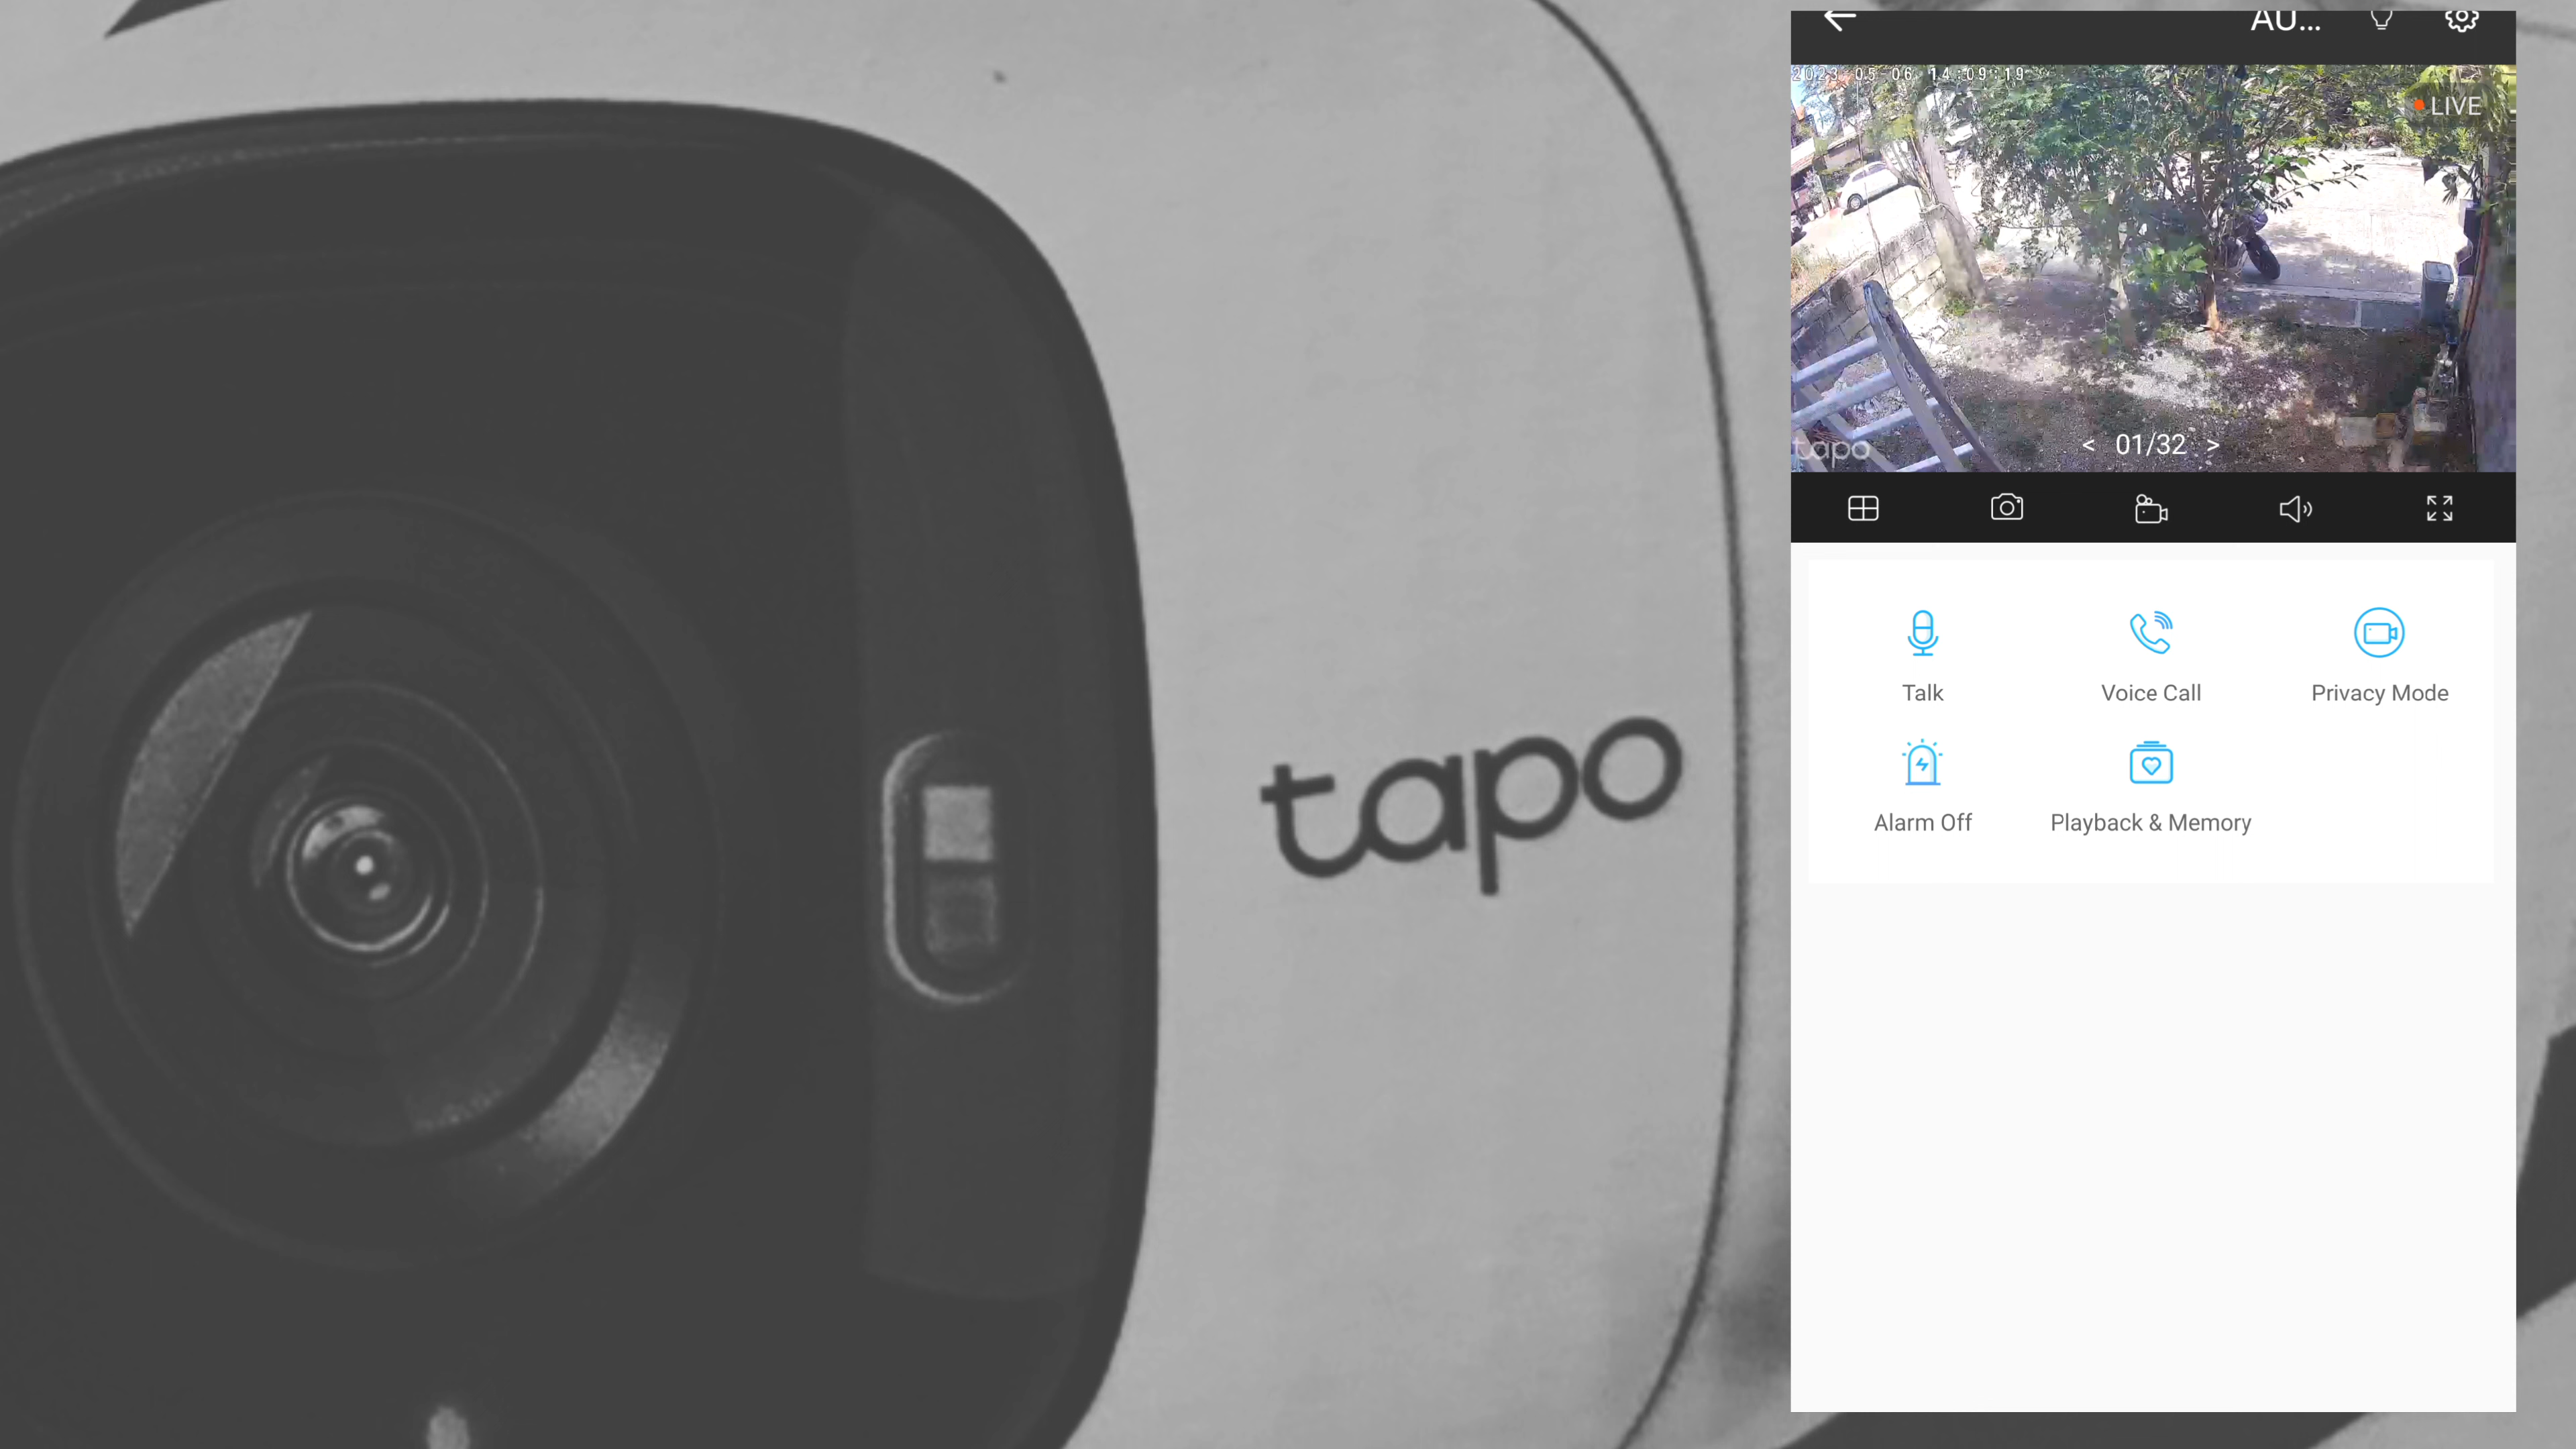 AU...
2023-05-06 14:09:19
LIVE
tapo
< 01/32 >
tapo
Talk
Voice Call
Privacy Mode
Alarm Off
Playback & Memory